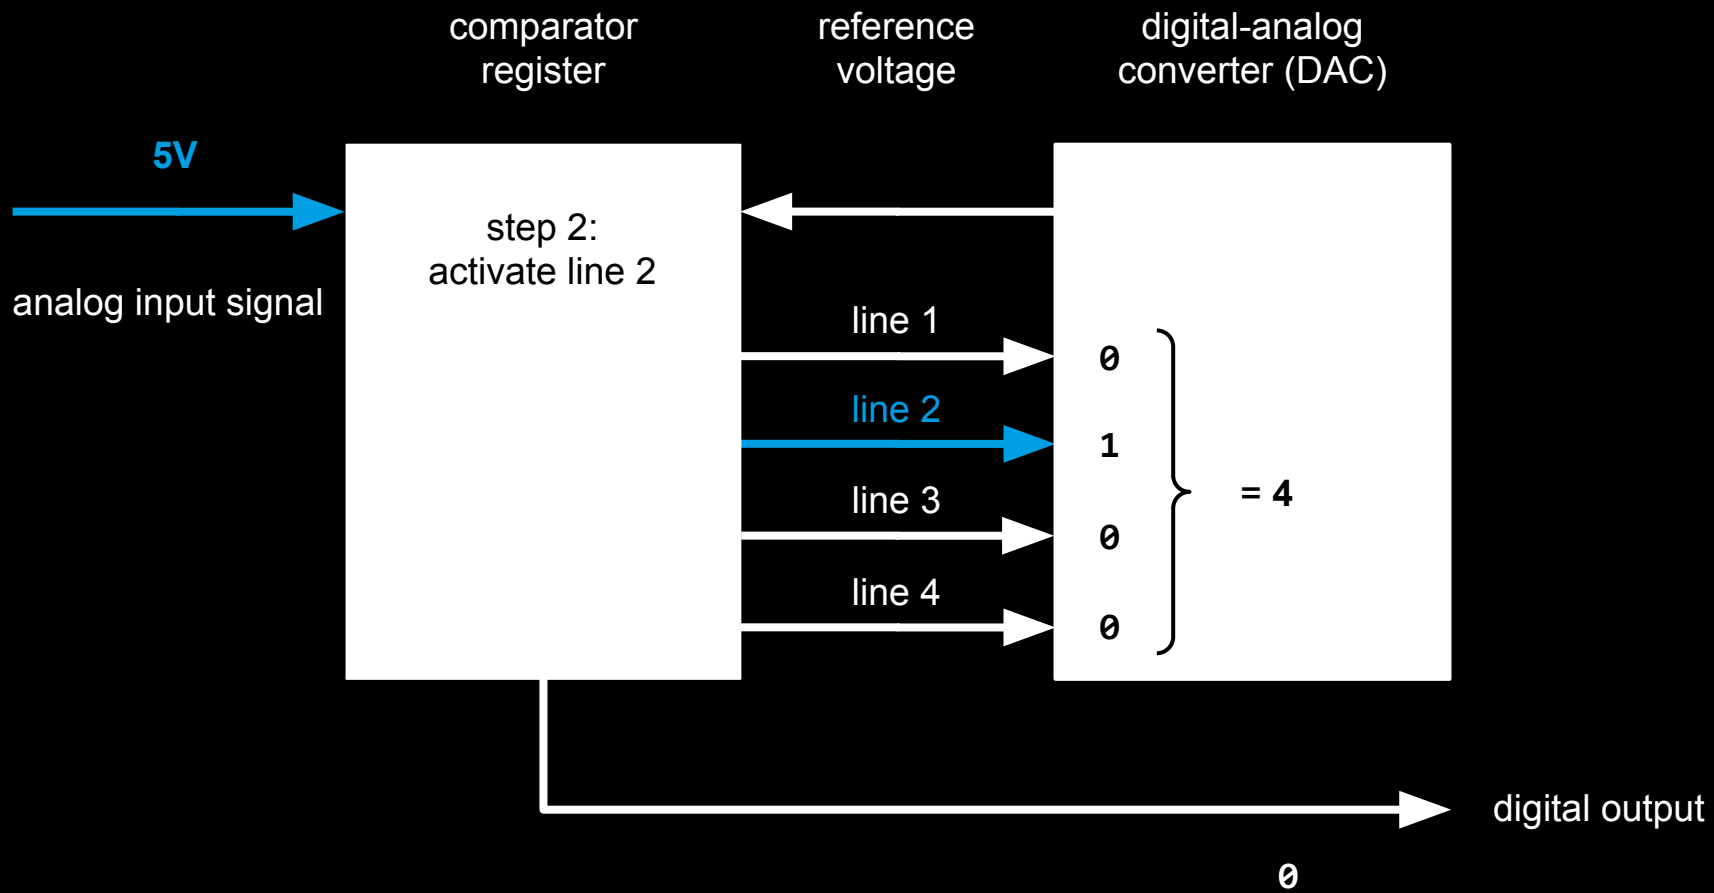 comparator
register
reference
voltage
digital-analog
converter (DAC)
5V
analog input signal
step 2:
activate line 2
line 1
line 2
line 3
line 4
0
1
0
0
= 4
digital output
0